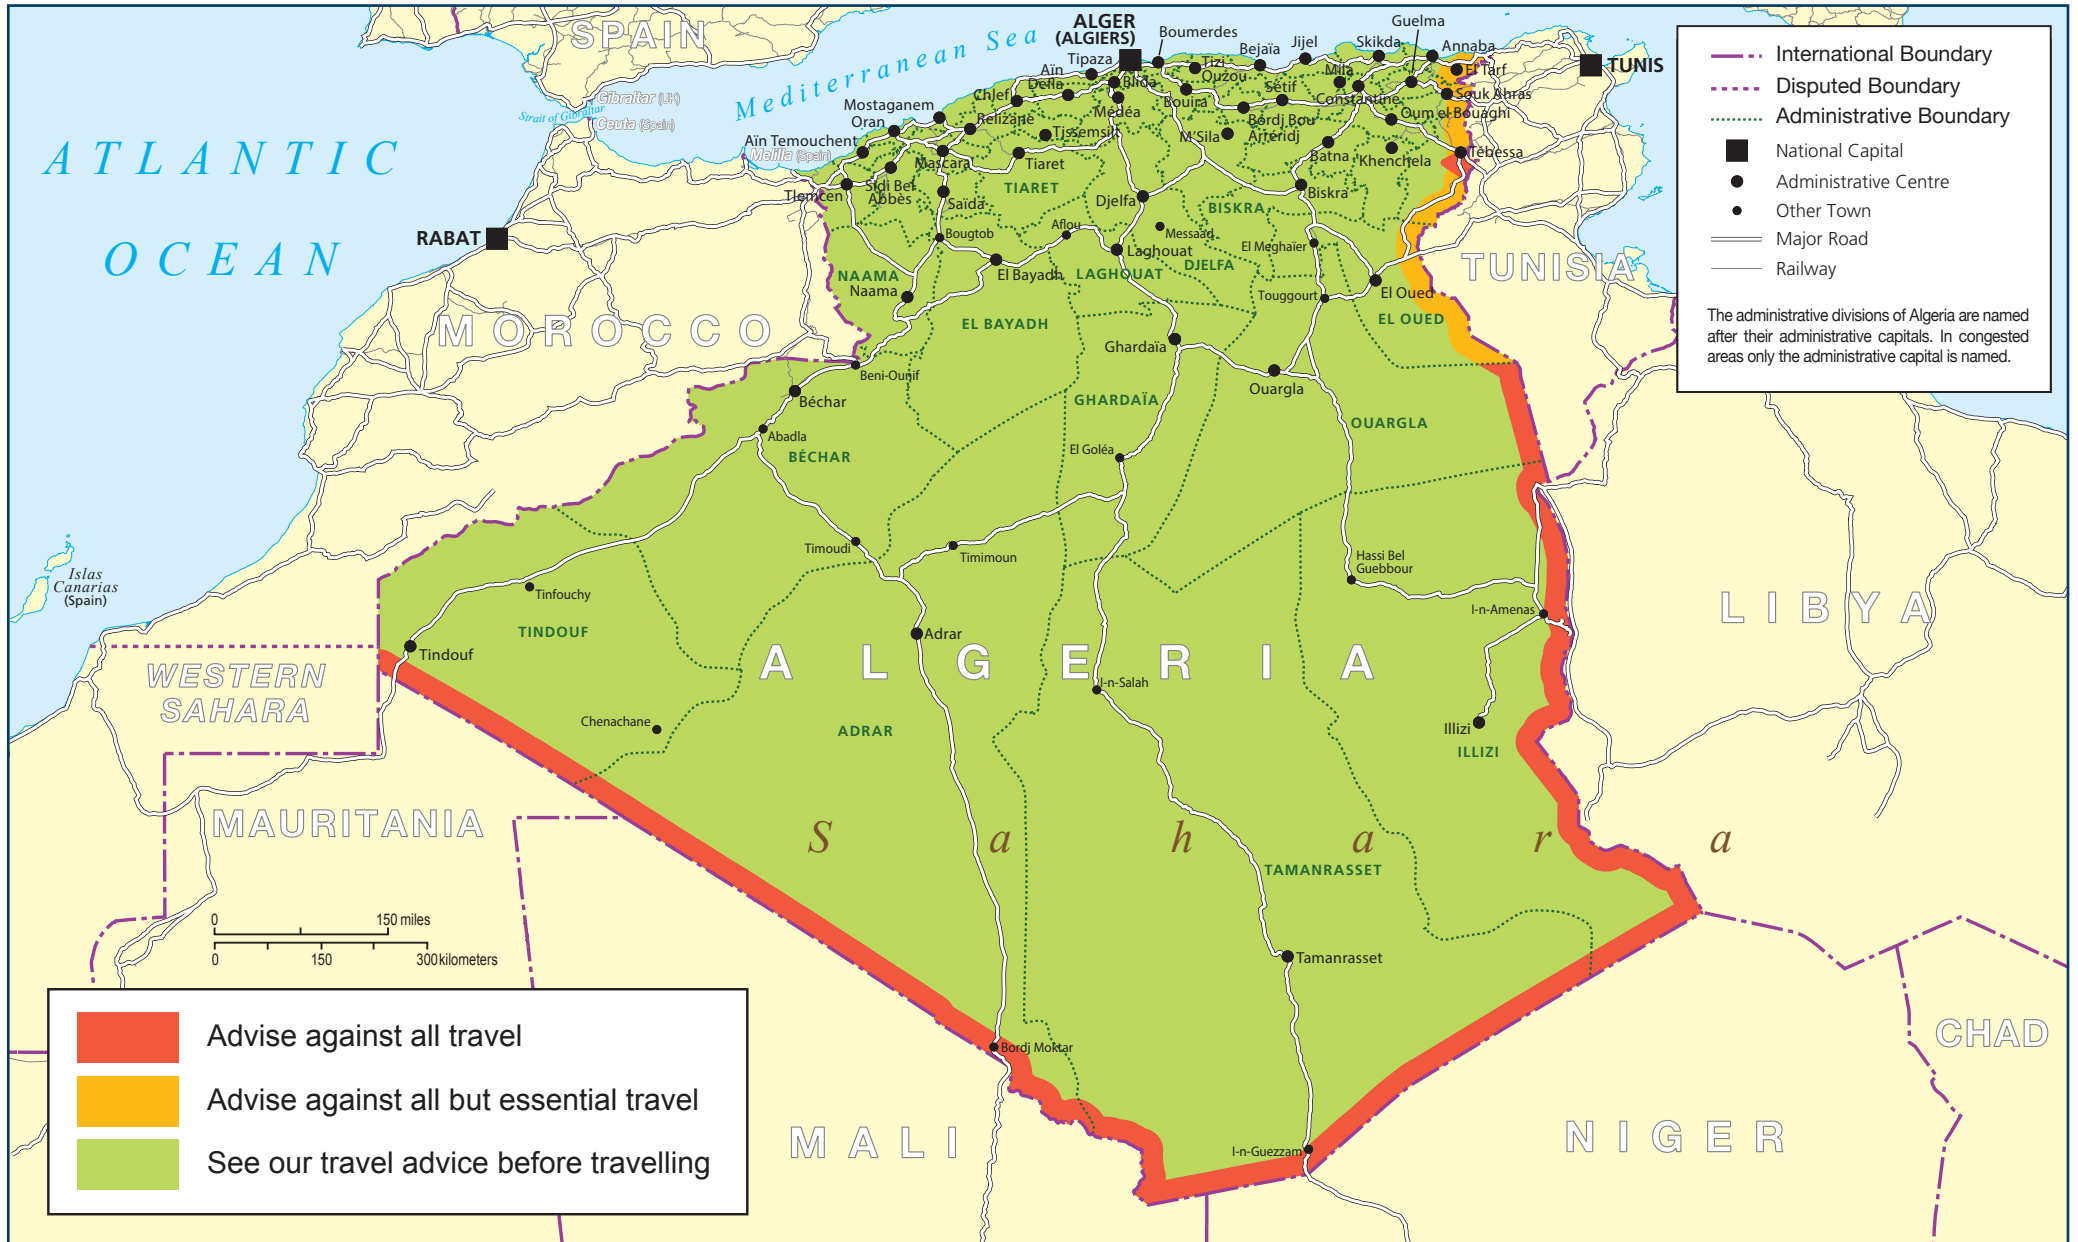 SPAIN
Mediterranean Sea
ALGER
(ALGIERS)
Boumerdes
Tipaza
Bejaïa
Jijel
Skikda
Guelma
Annaba
TUNIS
El Tarf
Tizi
Ouzou
Mila
Aïn
Defla
Blida
Chlef
Médéa
Bouira
Sétif
Constantine
Souk Ahras
Gibraltar (UK)
Strait of Gibraltar
Ceuta (Spain)
Mostaganem
Oran
Relizane
Tissemsilt
M'Sila
Bordj Bou
Arréridj
Oum el Bouaghi
Aïn Temouchent
Melilla (Spain)
Mascara
Tiaret
Batna
Khenchela
Tébessa
ATLANTIC
OCEAN
Tlemcen
Sidi Bel
Abbès
Saïda
TIARET
Djelfa
BISKRA
Biskra
RABAT
Bougtob
Aflou
Messaad
El Meghaïer
Laghouat
NAAMA
Naama
El Bayadh
LAGHOUAT
DJELFA
TUNISIA
Touggourt
El Oued
EL OUED
MOROCCO
EL BAYADH
Ghardaïa
Beni-Ounif
Béchar
Ouargla
GHARDAÏA
OUARGLA
Abadla
BÉCHAR
El Goléa
Timoudi
Timimoun
Hassi Bel
Guebbour
Islas
Canarias
(Spain)
Tinfouchy
I-n-Amenas
LIBYA
TINDOUF
Adrar
Tindouf
ALGERIA
WESTERN
SAHARA
I-n-Salah
Chenachane
ADRAR
Illizi
ILLIZI
MAURITANIA
Sahara
TAMANRASSET
Tamanrasset
0 150 miles
0 150 300 kilometers
Bordj Moktar
CHAD
MALI
NIGER
I-n-Guezzam
International Boundary
Disputed Boundary
Administrative Boundary
National Capital
Administrative Centre
Other Town
Major Road
Railway
The administrative divisions of Algeria are named
after their administrative capitals. In congested
areas only the administrative capital is named.
Advise against all travel
Advise against all but essential travel
See our travel advice before travelling